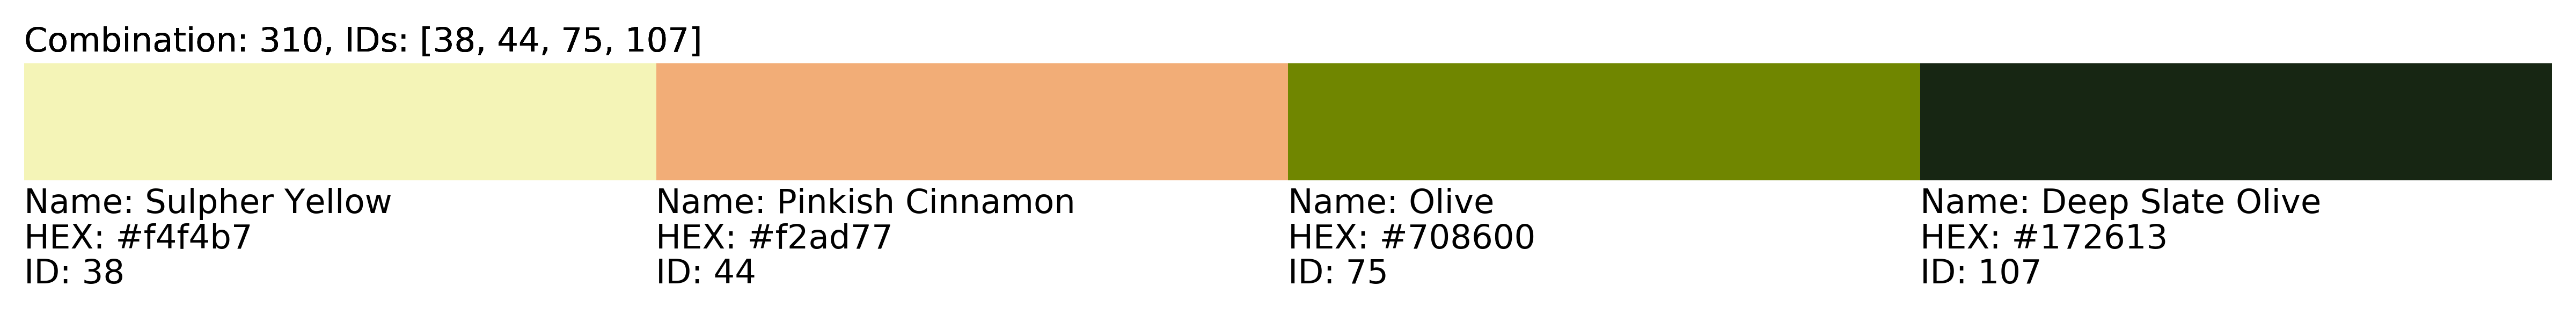 Combination: 310, IDs: [38, 44, 75, 107]
Name: Sulpher Yellow
HEX: #f4f4b7
ID: 38
Name: Pinkish Cinnamon
HEX: #f2ad77
ID: 44
Name: Olive
HEX: #708600
ID: 75
Name: Deep Slate Olive
HEX: #172613
ID: 107